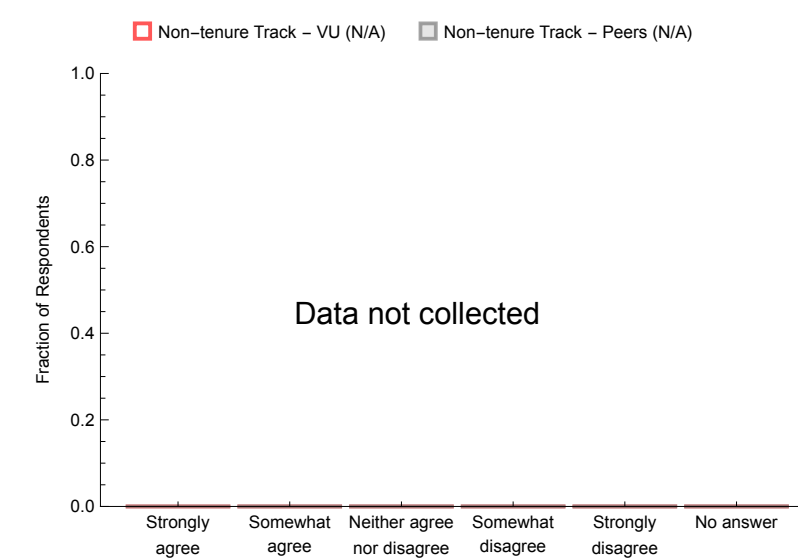 Non−tenure Track − VU (N/A) Non−tenure Track − Peers (N/A)
Fraction of Respondents
1.0
0.8
0.6
0.4
0.2
0.0
Data not collected
Strongly agree
Somewhat agree
Neither agree nor disagree
Somewhat disagree
Strongly disagree
No answer